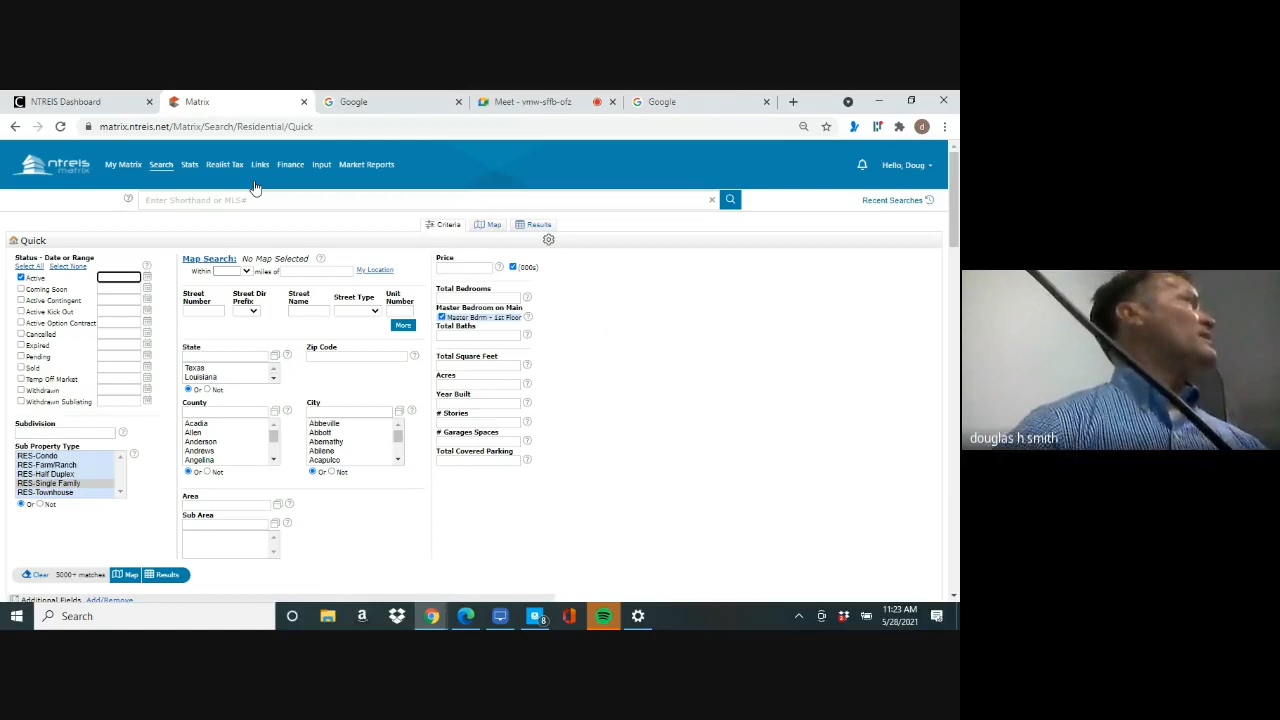 NTREIS Dashboard
Matrix
Google
Meet - vmw-sffb-ofz
Google
matrix.ntreis.net/Matrix/Search/Residential/Quick
d
ntreis matrix
My Matrix Search Stats Realist Tax Links Finance Input Market Reports
Hello, Doug
Enter Shorthand or MLS#
Recent Searches
Criteria Map Results
Quick
Status - Date or Range
Select All Select None
Active
Coming Soon
Active Contingent
Active Kick Out
Active Option Contract
Cancelled
Expired
Pending
Sold
Temp Off Market
Withdrawn
Withdrawn Sublisting
Subdivision
Sub Property Type
RES-Condo
RES-Farm/Ranch
RES-Half Duplex
RES-Single Family
RES-Townhouse
Or Not
Map Search: No Map Selected
Within miles of My Location
Street Number
Street Dir Prefix
Street Name
Street Type
Unit Number
More
State
Texas
Louisiana
Or Not
Zip Code
County
Acadia
Allen
Anderson
Andrews
Angelina
Or Not
City
Abbeville
Abbott
Abernathy
Abilene
Acapulco
Or Not
Area
Sub Area
Price
('000s)
Total Bedrooms
Master Bedroom on Main
Master Bdrm - 1st Floor
Total Baths
Total Square Feet
Acres
Year Built
# Stories
# Garages Spaces
Total Covered Parking
Clear 5000+ matches Map Results
Additional Fields Add/Remove
douglas h smith
Search
8
11:23 AM
5/28/2021